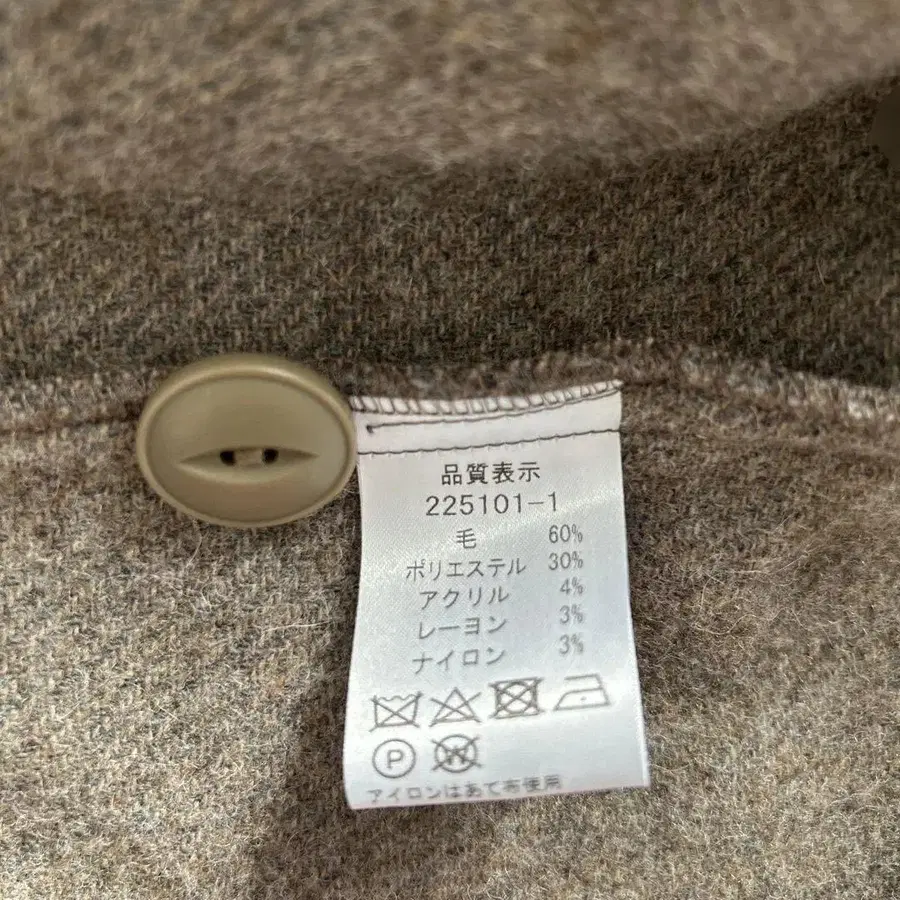 品質表示
225101-1
毛 60%
ポリエステル 30%
アクリル 4%
レーヨン 3%
ナイロン 3%
P W
アイロンはあて布使用